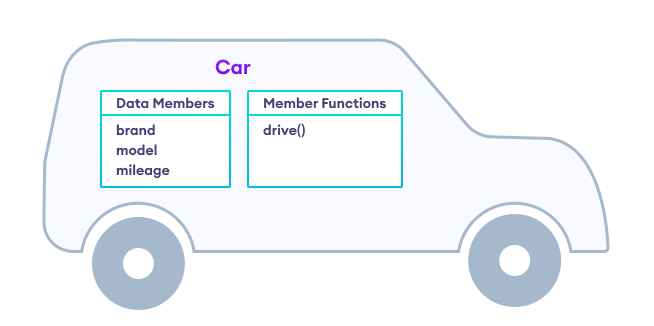 Car
Data Members
brand
model
mileage
Member Functions
drive()